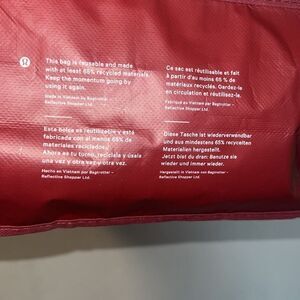 This bag is reusable and made
with at least 65% recycled materials.
Keep the momentum going by
using it again.
Made in Vietnam by Bagtrotter -
Reflective Shopper Ltd.
Ce sac est réutilisable et fait
à partir d'au moins 65 % de
matériaux recyclés. Gardez-le
en circulation et réutilisez-le.
Fabriqué au Vietnam par Bagtrotter -
Reflective Shopper Ltd.
Esta bolsa es reutilizable y está
fabricada con al menos 65% de
materiales reciclados.
Ahora es tu turno, recíclala y úsala
una vez y otra vez y otra vez.
Hecho en Vietnam por Bagtrotter -
Reflective Shopper Ltd.
Diese Tasche ist wiederverwendbar
und aus mindestens 65% recycelten
Materialien hergestellt.
Jetzt bist du dran: Benutze sie
wieder und immer wieder.
Hergestellt in Vietnam von Bagtrotter -
Reflective Shopper Ltd.